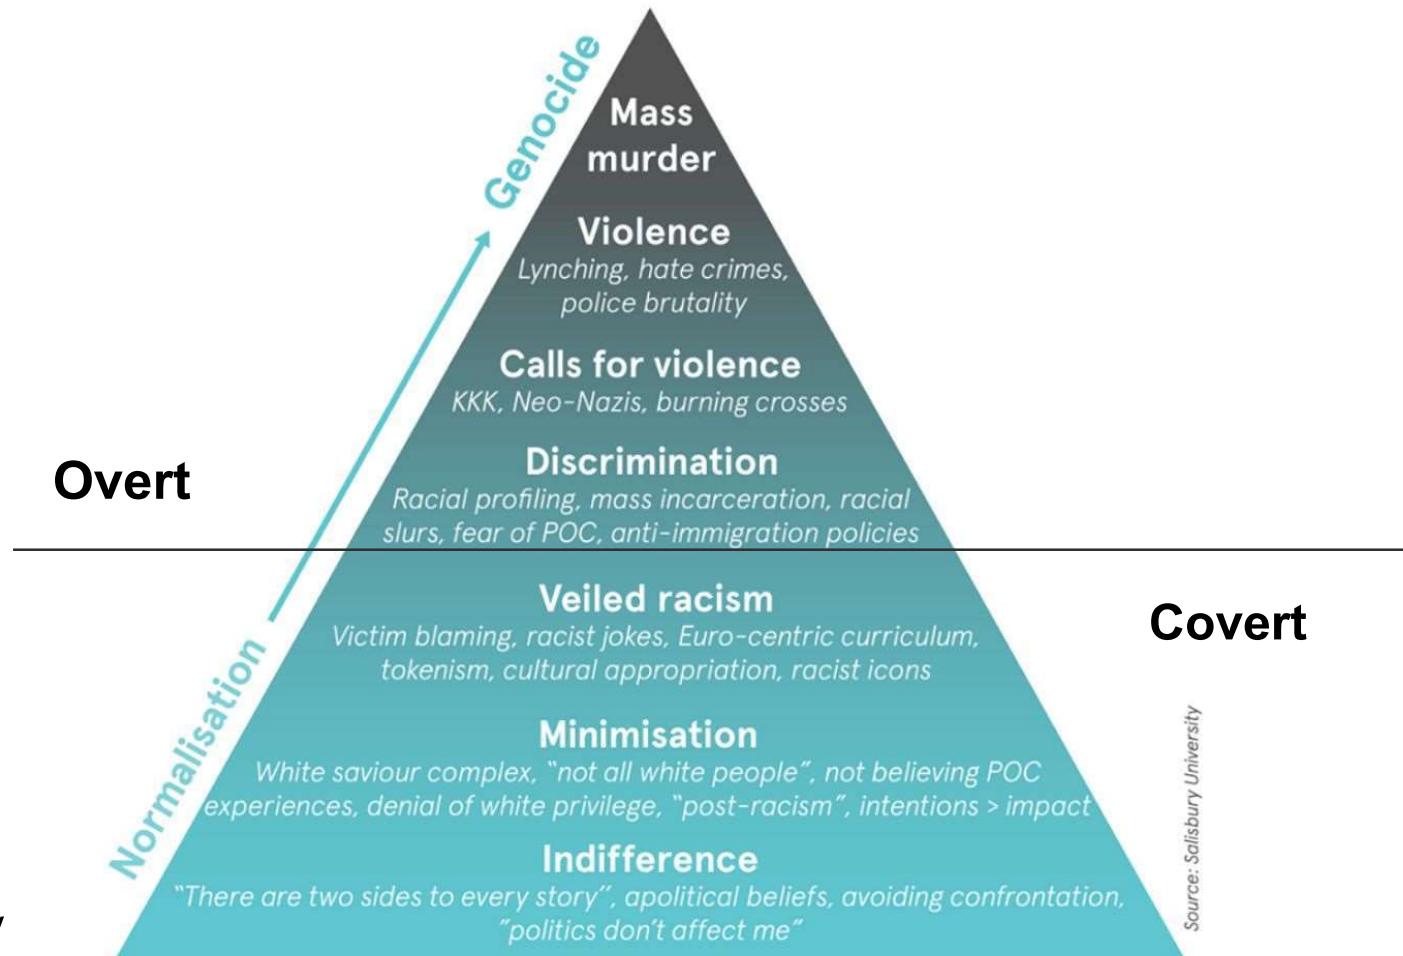 Genocide
Mass
murder
Violence
Lynching, hate crimes,
police brutality
Calls for violence
KKK, Neo-Nazis, burning crosses
Overt
Discrimination
Racial profiling, mass incarceration, racial
slurs, fear of POC, anti-immigration policies
Veiled racism
Victim blaming, racist jokes, Euro-centric curriculum,
tokenism, cultural appropriation, racist icons
Covert
Normalisation
Minimisation
White saviour complex, “not all white people”, not believing POC
experiences, denial of white privilege, “post-racism”, intentions > impact
Indifference
“There are two sides to every story”, apolitical beliefs, avoiding confrontation,
”politics don’t affect me”
Source: Salisbury University